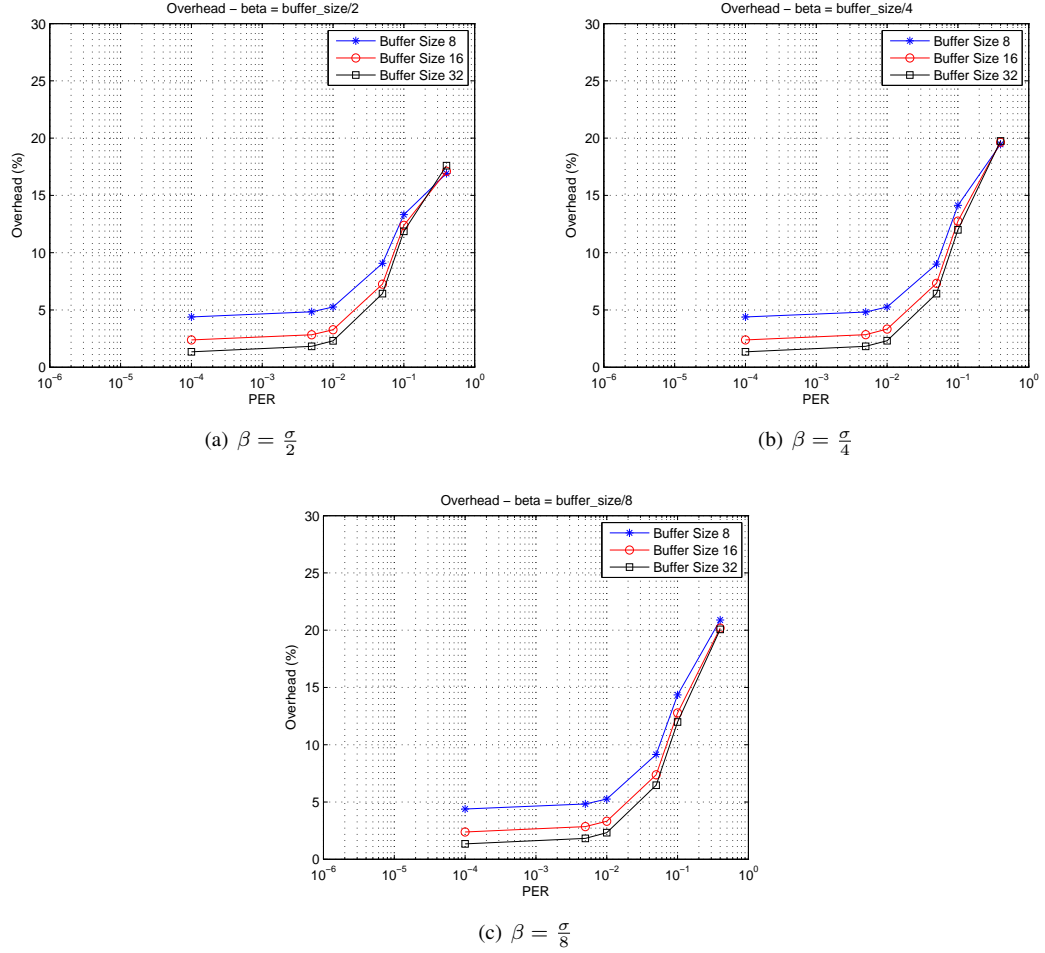 Overhead − beta = buffer_size/2
30
25
20
15
10
5
0
Overhead (%)
Buffer Size 8
Buffer Size 16
Buffer Size 32
10⁻⁶ 10⁻⁵ 10⁻⁴ 10⁻³ 10⁻² 10⁻¹ 10⁰
PER
(a) β = σ/2
Overhead − beta = buffer_size/4
30
25
20
15
10
5
0
Overhead (%)
Buffer Size 8
Buffer Size 16
Buffer Size 32
10⁻⁶ 10⁻⁵ 10⁻⁴ 10⁻³ 10⁻² 10⁻¹ 10⁰
PER
(b) β = σ/4
Overhead − beta = buffer_size/8
30
25
20
15
10
5
0
Overhead (%)
Buffer Size 8
Buffer Size 16
Buffer Size 32
10⁻⁶ 10⁻⁵ 10⁻⁴ 10⁻³ 10⁻² 10⁻¹ 10⁰
PER
(c) β = σ/8